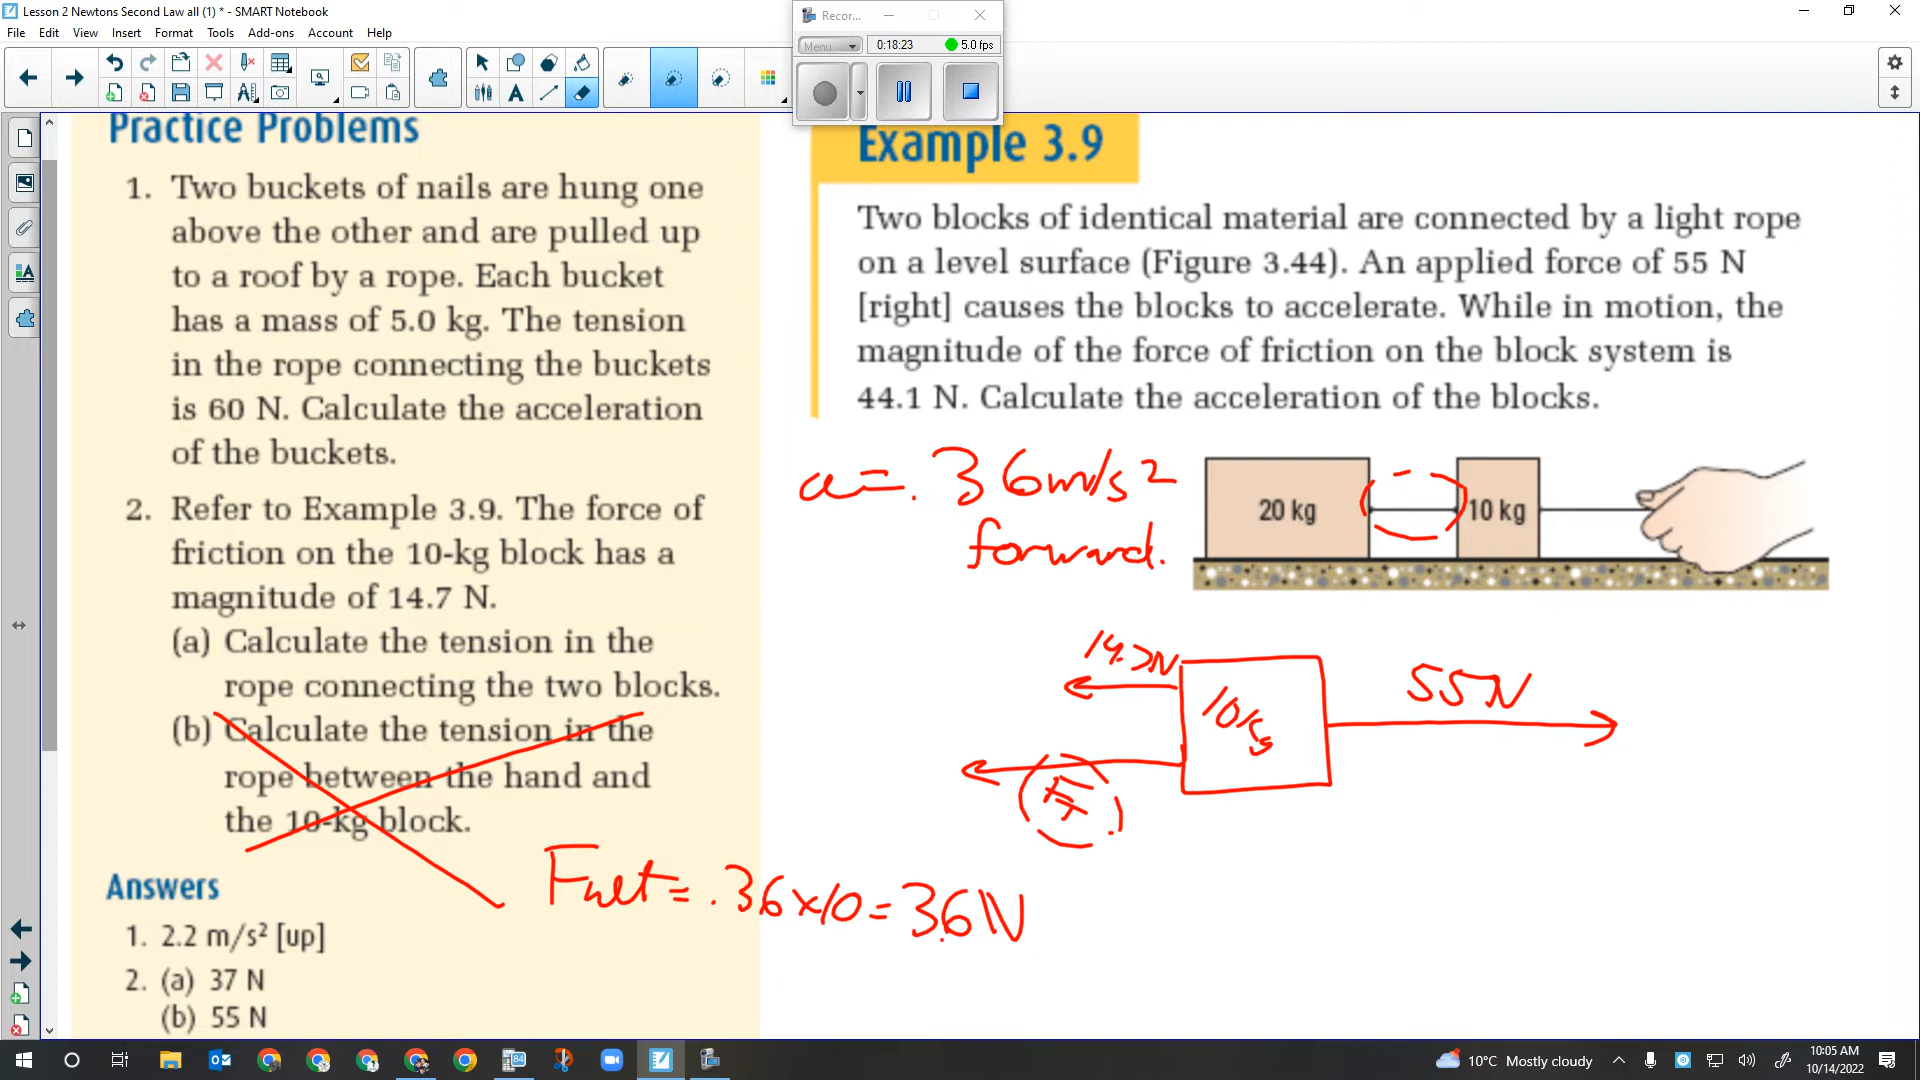 Lesson 2 Newtons Second Law all (1) * - SMART Notebook
File Edit View Insert Format Tools Add-ons Account Help
Recor...
Menu
0:18:23
5.0 fps
Practice Problems
1. Two buckets of nails are hung one
above the other and are pulled up
to a roof by a rope. Each bucket
has a mass of 5.0 kg. The tension
in the rope connecting the buckets
is 60 N. Calculate the acceleration
of the buckets.
2. Refer to Example 3.9. The force of
friction on the 10-kg block has a
magnitude of 14.7 N.
(a) Calculate the tension in the
rope connecting the two blocks.
(b) Calculate the tension in the
rope between the hand and
the 10-kg block.
Answers
1. 2.2 m/s² [up]
2. (a) 37 N
(b) 55 N
Example 3.9
Two blocks of identical material are connected by a light rope
on a level surface (Figure 3.44). An applied force of 55 N
[right] causes the blocks to accelerate. While in motion, the
magnitude of the force of friction on the block system is
44.1 N. Calculate the acceleration of the blocks.
a = .36m/s²
forward.
20 kg
10 kg
14.7N
10kg
55N
FT
Fnet = .36x10 = 3.6N
84
10°C Mostly cloudy
10:05 AM
10/14/2022